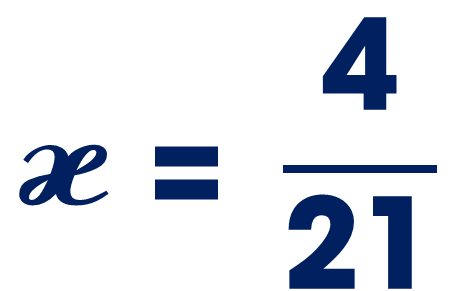 æ = 4/21